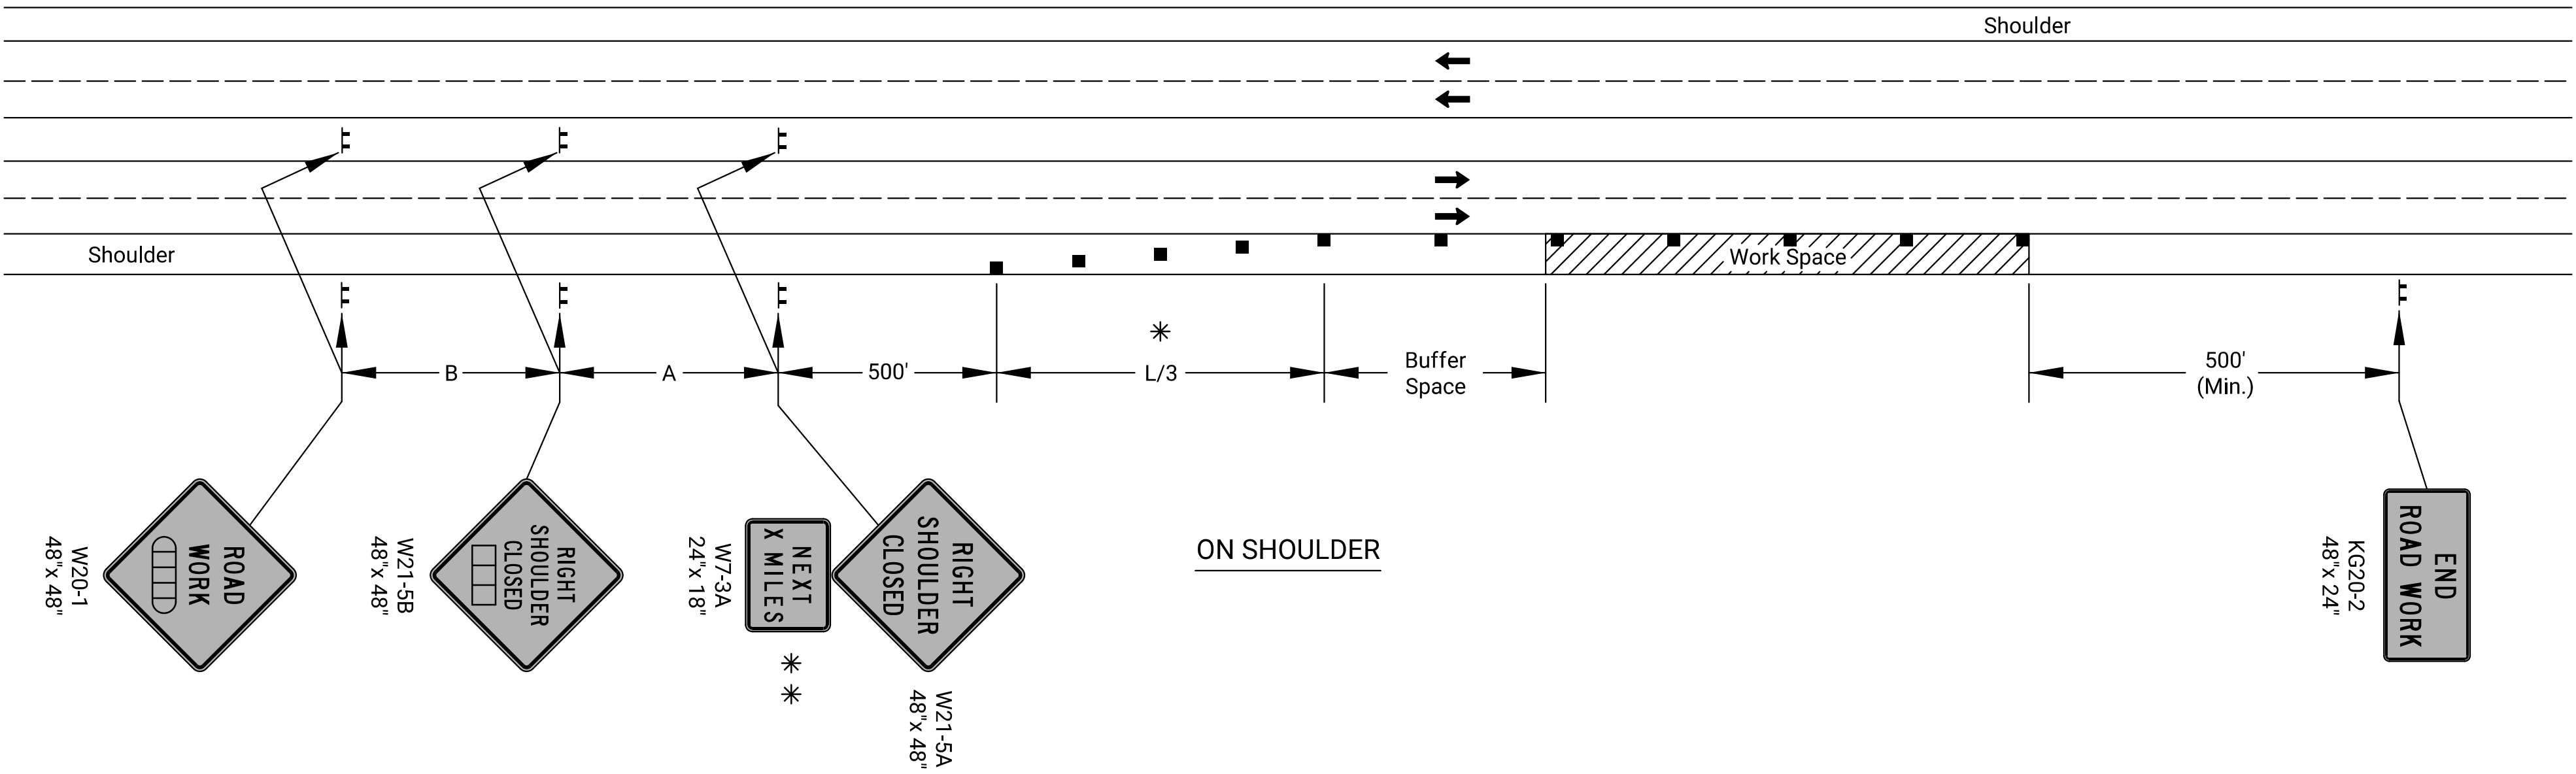 Shoulder
Shoulder
Work Space
B
A
500'
✳
L/3
Buffer
Space
500'
(Min.)
ROAD
WORK
W20-1
48"x 48"
RIGHT
SHOULDER
CLOSED
W21-5B
48"x 48"
NEXT
X MILES
W7-3A
24"x 18"
✳
✳
RIGHT
SHOULDER
CLOSED
W21-5A
48"x 48"
ON SHOULDER
END
ROAD WORK
KG20-2
48"x 24"